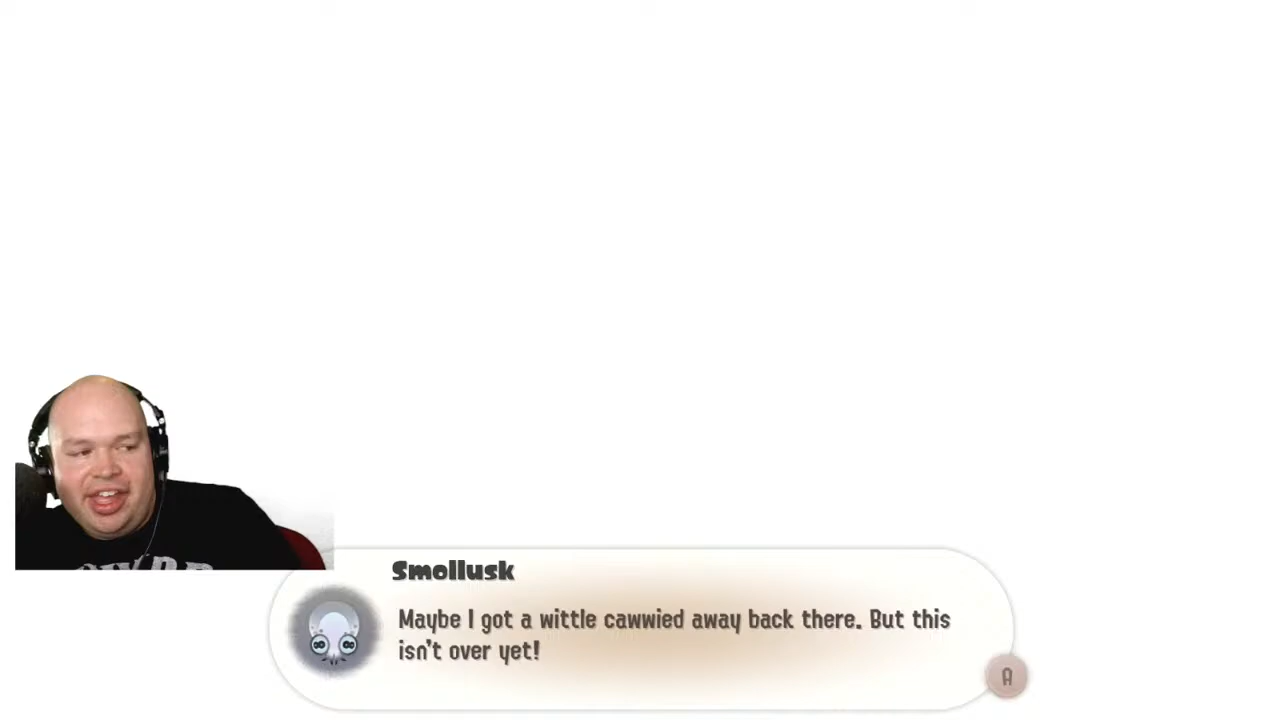 Smollusk
Maybe I got a wittle cawwied away back there. But this
isn't over yet!
A